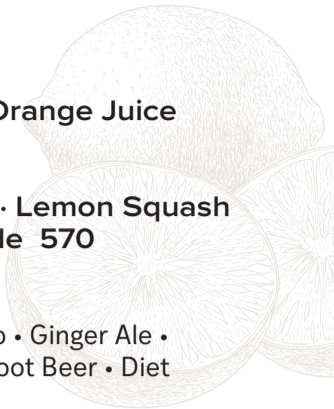 Orange Juice
· Lemon Squash
le 570
• Ginger Ale •
oot Beer • Diet